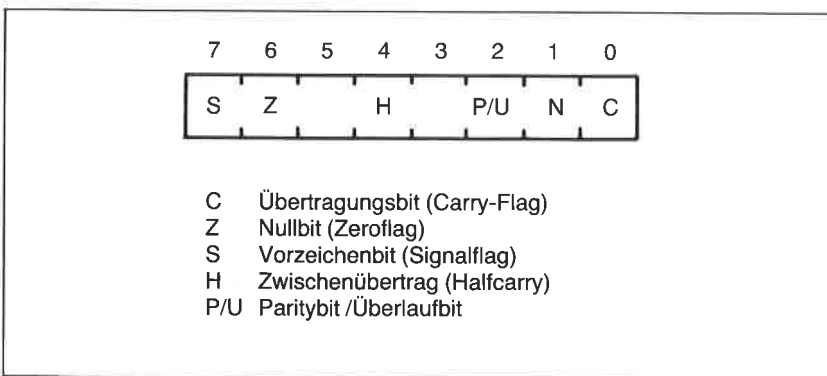 7 6 5 4 3 2 1 0
S Z H P/U N C
C Übertragungsbit (Carry-Flag)
Z Nullbit (Zeroflag)
S Vorzeichenbit (Signalflag)
H Zwischenübertrag (Halfcarry)
P/U Paritybit /Überlaufbit